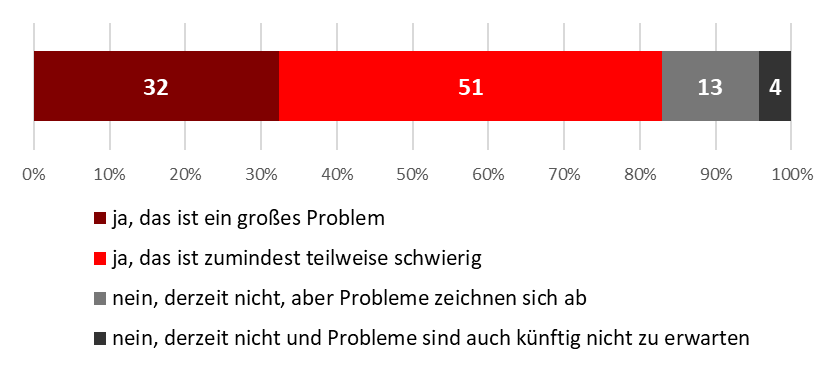 32 51 13 4
0% 10% 20% 30% 40% 50% 60% 70% 80% 90% 100%
ja, das ist ein großes Problem
ja, das ist zumindest teilweise schwierig
nein, derzeit nicht, aber Probleme zeichnen sich ab
nein, derzeit nicht und Probleme sind auch künftig nicht zu erwarten